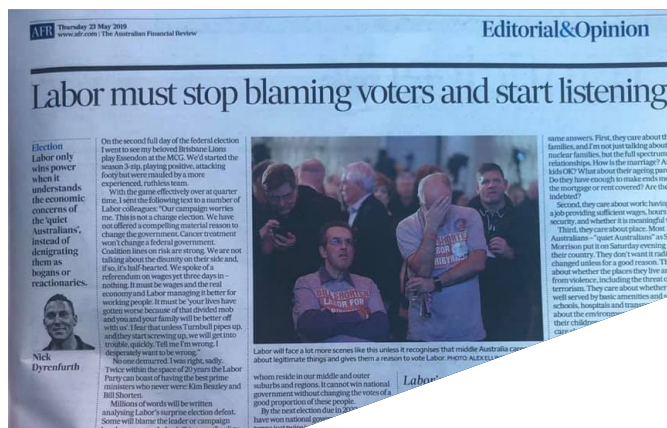 AFR
Thursday 23 May 2019
www.afr.com | The Australian Financial Review
Editorial&Opinion
Labor must stop blaming voters and start listening
Election
Labor only
wins power
when it
understands
the economic
concerns of
the 'quiet
Australians',
instead of
denigrating
them as
bogans or
reactionaries.
Nick
Dyrenfurth
On the second full day of the federal election
I went to see my beloved Brisbane Lions
play Essendon at the MCG. We'd started the
season 3-zip, playing positive, attacking
footy but were mauled by a more
experienced, ruthless team.
With the game effectively over at quarter
time, I sent the following text to a number of
Labor colleagues: "Our campaign worries
me. This is not a change election. We have
not offered a compelling material reason to
change the government. Cancer treatment
won't change a federal government.
Coalition lines on risk are strong. We are not
talking about the disunity on their side and,
if so, it's half-hearted. We spoke of a
referendum on wages yet three days in –
nothing. It must be wages and the real
economy and Labor managing it better for
working people. It must be 'your lives have
gotten worse because of that divided mob
and you and your family will be better off
with us'. I fear that unless Turnbull pipes up,
and they start screwing up, we will get into
trouble, quickly. Tell me I'm wrong, I
desperately want to be wrong."
No one demurred. I was right, sadly.
Twice within the space of 20 years the Labor
Party can boast of having the best prime
ministers who never were: Kim Beazley and
Bill Shorten.
Millions of words will be written
analysing Labor's surprise election defeat.
Some will blame the leader or campaign
Labor will face a lot more scenes like this unless it recognises that middle Australia
about legitimate things and gives them a reason to vote Labor. PHOTO: ALEX
whom reside in our middle and outer
suburbs and regions. It cannot win national
government without changing the votes of a
good proportion of these people.
By the next election due in
have won national
Labor'
same answers. First, they care about
families, and I'm not just talking about
nuclear families, but the full spectrum
relationships. How is the marriage?
kids OK? What about their ageing
Do they have enough to make ends
the mortgage or rent covered? Are
indebted?
Second, they care about work:
a job providing sufficient wages,
security, and whether it is meaningful
Third, they care about place. Most
Australians – "quiet Australians" as
Morrison put it on Saturday evening
their country. They don't want it
changed unless for a good reason.
about whether the places they live
from violence, including the threat
terrorism. They care about whether
well served by basic amenities and
schools, hospitals and
about the
their